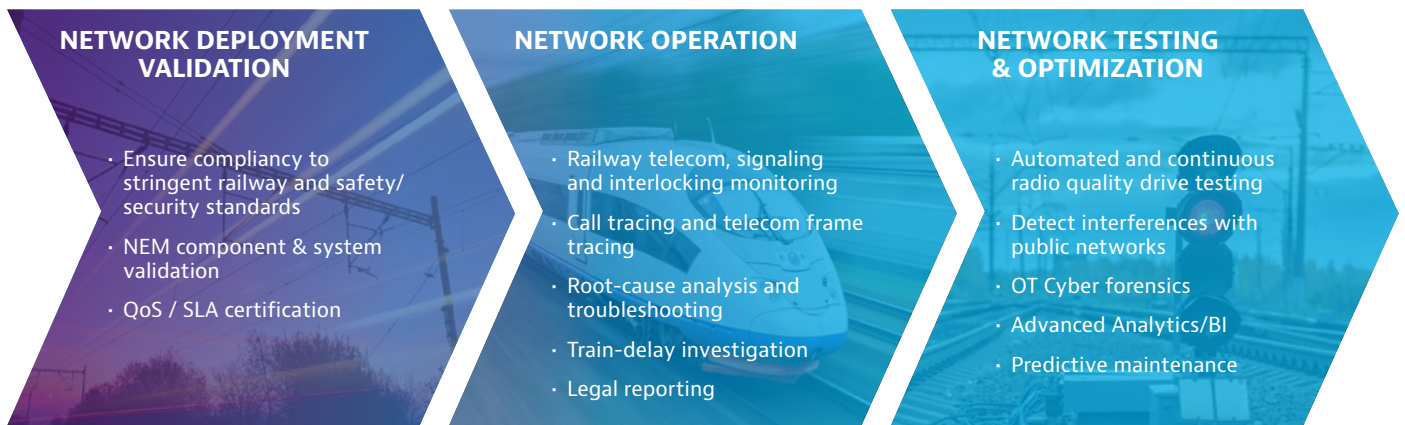 NETWORK DEPLOYMENT
VALIDATION
· Ensure compliancy to
stringent railway and safety/
security standards
· NEM component & system
validation
· QoS / SLA certification
NETWORK OPERATION
· Railway telecom, signaling
and interlocking monitoring
· Call tracing and telecom frame
tracing
· Root-cause analysis and
troubleshooting
· Train-delay investigation
· Legal reporting
NETWORK TESTING
& OPTIMIZATION
· Automated and continuous
radio quality drive testing
· Detect interferences with
public networks
· OT Cyber forensics
· Advanced Analytics/BI
· Predictive maintenance